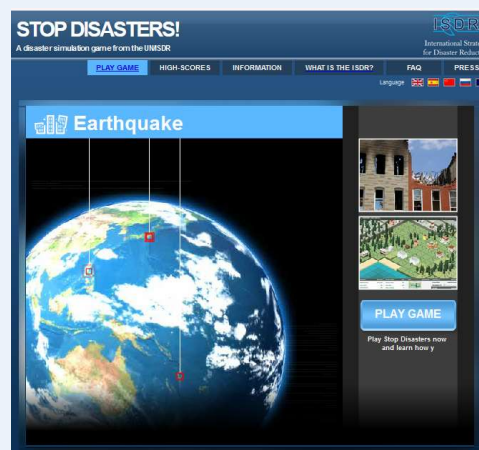 STOP DISASTERS!
A disaster simulation game from the UNISDR
ISDR
International Strate
for Disaster Reduct
PLAY GAME
HIGH-SCORES
INFORMATION
WHAT IS THE ISDR?
FAQ
PRESS
Language
Earthquake
PLAY GAME
Play Stop Disasters now
and learn how y